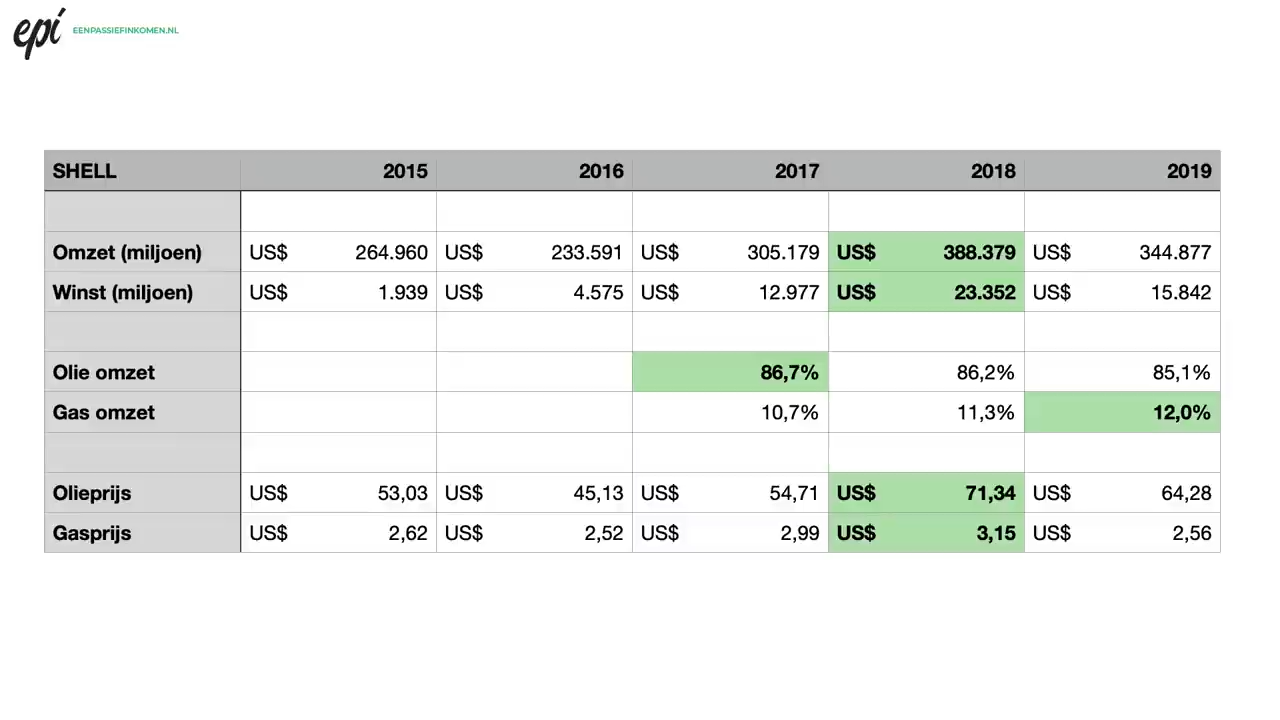 epi EENPASSIEFINKOMEN.NL
SHELL 2015 2016 2017 2018 2019
Omzet (miljoen) US$ 264.960 US$ 233.591 US$ 305.179 US$ 388.379 US$ 344.877
Winst (miljoen) US$ 1.939 US$ 4.575 US$ 12.977 US$ 23.352 US$ 15.842
Olie omzet 86,7% 86,2% 85,1%
Gas omzet 10,7% 11,3% 12,0%
Olieprijs US$ 53,03 US$ 45,13 US$ 54,71 US$ 71,34 US$ 64,28
Gasprijs US$ 2,62 US$ 2,52 US$ 2,99 US$ 3,15 US$ 2,56